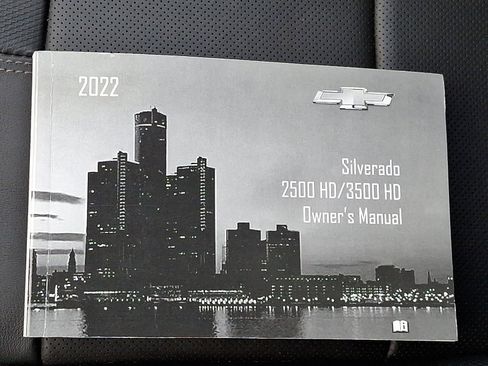 2022
Silverado
2500 HD/3500 HD
Owner's Manual